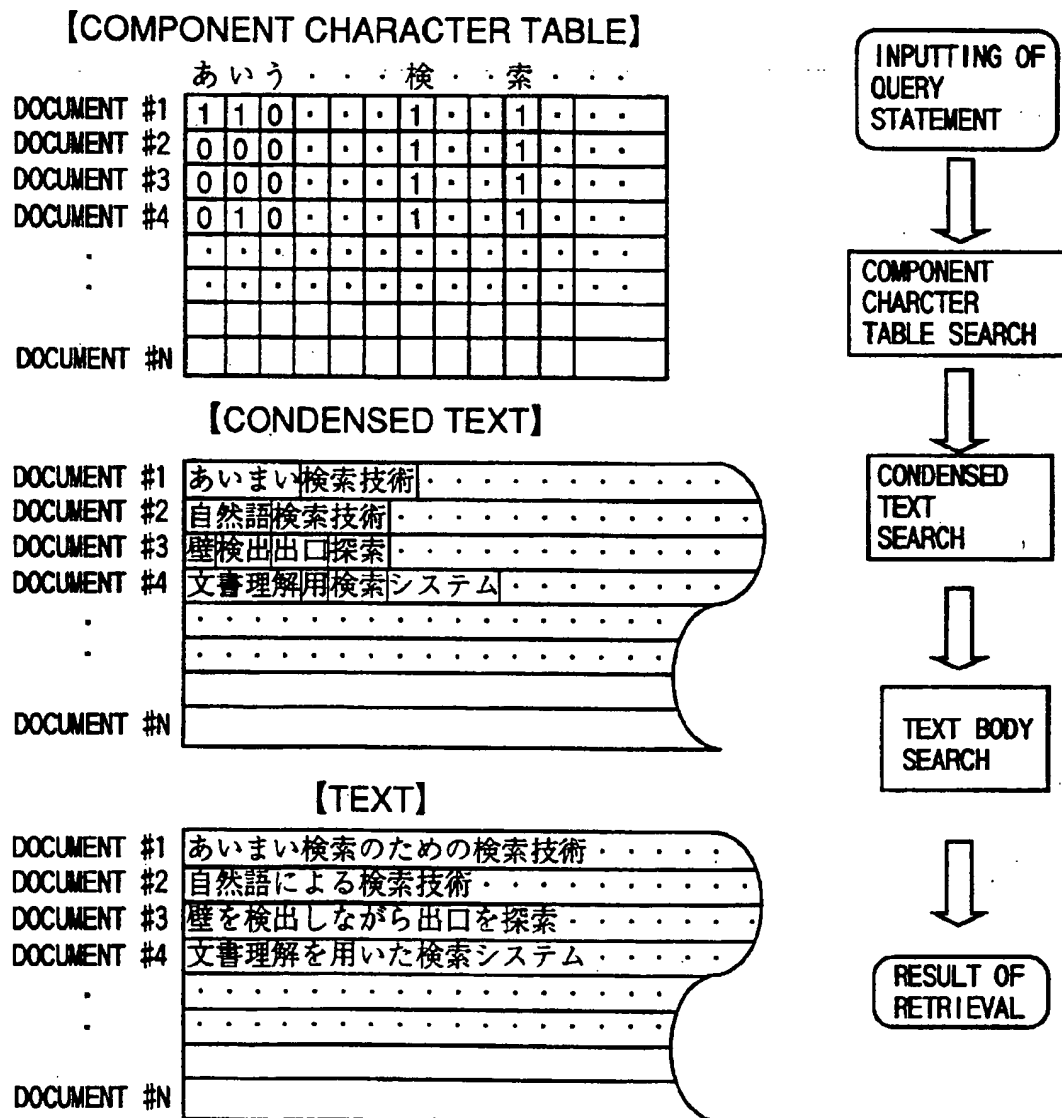 【COMPONENT CHARACTER TABLE】
あ い う · · · 検 · · 索 · · ·
DOCUMENT #1 1 1 0 · · · 1 · · 1 · · ·
DOCUMENT #2 0 0 0 · · · 1 · · 1 · · ·
DOCUMENT #3 0 0 0 · · · 1 · · 1 · · ·
DOCUMENT #4 0 1 0 · · · 1 · · 1 · · ·
DOCUMENT #N
【CONDENSED TEXT】
DOCUMENT #1 あいまい検索技術 · · · · · · · · · · ·
DOCUMENT #2 自然語検索技術 · · · · · · · · · · · · ·
DOCUMENT #3 壁検出出口探索 · · · · · · · · · · · · ·
DOCUMENT #4 文書理解用検索システム · · · · · · · · ·
DOCUMENT #N
【TEXT】
DOCUMENT #1 あいまい検索のための検索技術 · · · · ·
DOCUMENT #2 自然語による検索技術 · · · · · · · · · ·
DOCUMENT #3 壁を検出しながら出口を探索 · · · · · · ·
DOCUMENT #4 文書理解を用いた検索システム · · · · ·
DOCUMENT #N
INPUTTING OF
QUERY
STATEMENT
COMPONENT
CHARCTER
TABLE SEARCH
CONDENSED
TEXT
SEARCH
TEXT BODY
SEARCH
RESULT OF
RETRIEVAL